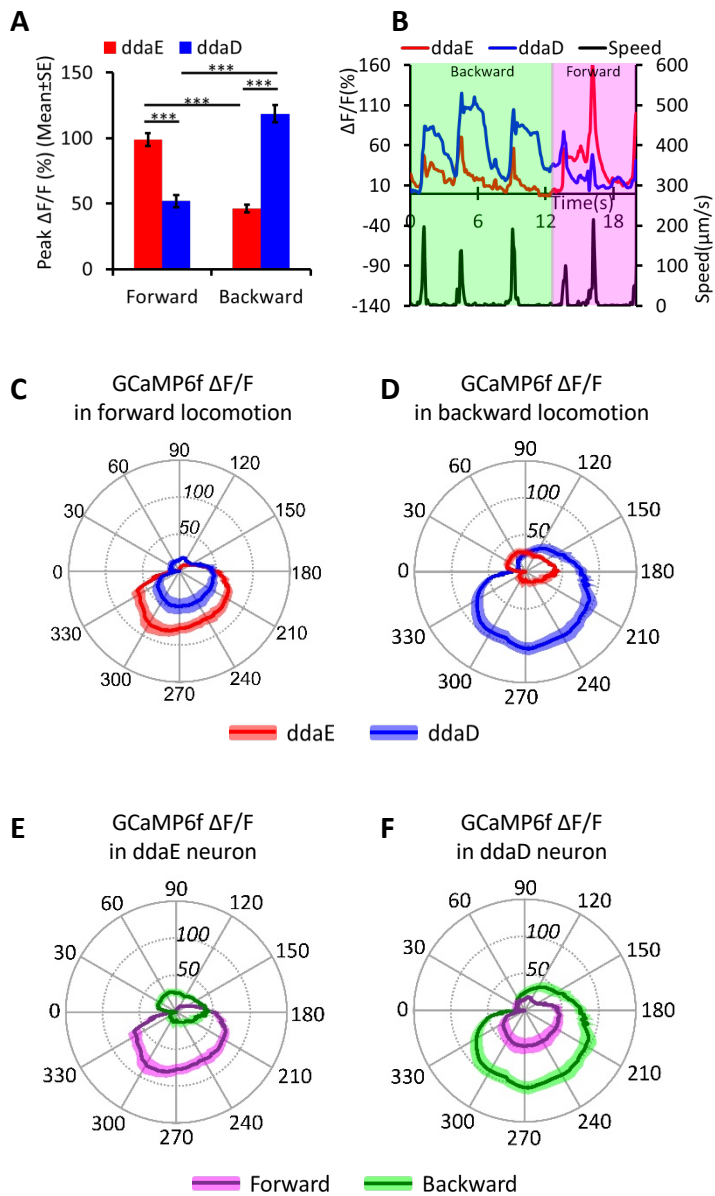 A
ddaE ddaD
Peak ΔF/F (%) (Mean±SE)
150
100
50
0
***
***
***
***
Forward Backward
B
ddaE ddaD Speed
ΔF/F(%)
160
110
60
10
-40
-90
-140
Backward Forward
Time(s)
0 6 12 18
600
500
400
300
200
100
0
Speed(µm/s)
C
GCaMP6f ΔF/F
in forward locomotion
90
60 120
30 150
100
50
0 180
330 210
300 240
270
D
GCaMP6f ΔF/F
in backward locomotion
90
60 120
30 150
100
50
0 180
330 210
300 240
270
ddaE ddaD
E
GCaMP6f ΔF/F
in ddaE neuron
90
60 120
30 150
100
50
0 180
330 210
300 240
270
F
GCaMP6f ΔF/F
in ddaD neuron
90
60 120
30 150
100
50
0 180
330 210
300 240
270
Forward Backward